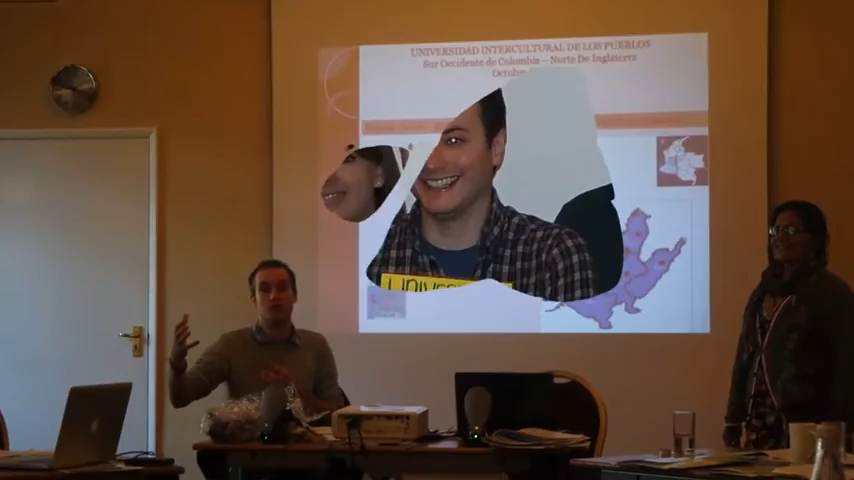 UNIVERSIDAD INTERCULTURAL DE LOS PUEBLOS
Sur Occidente de Colombia – Norte De Inglaterra